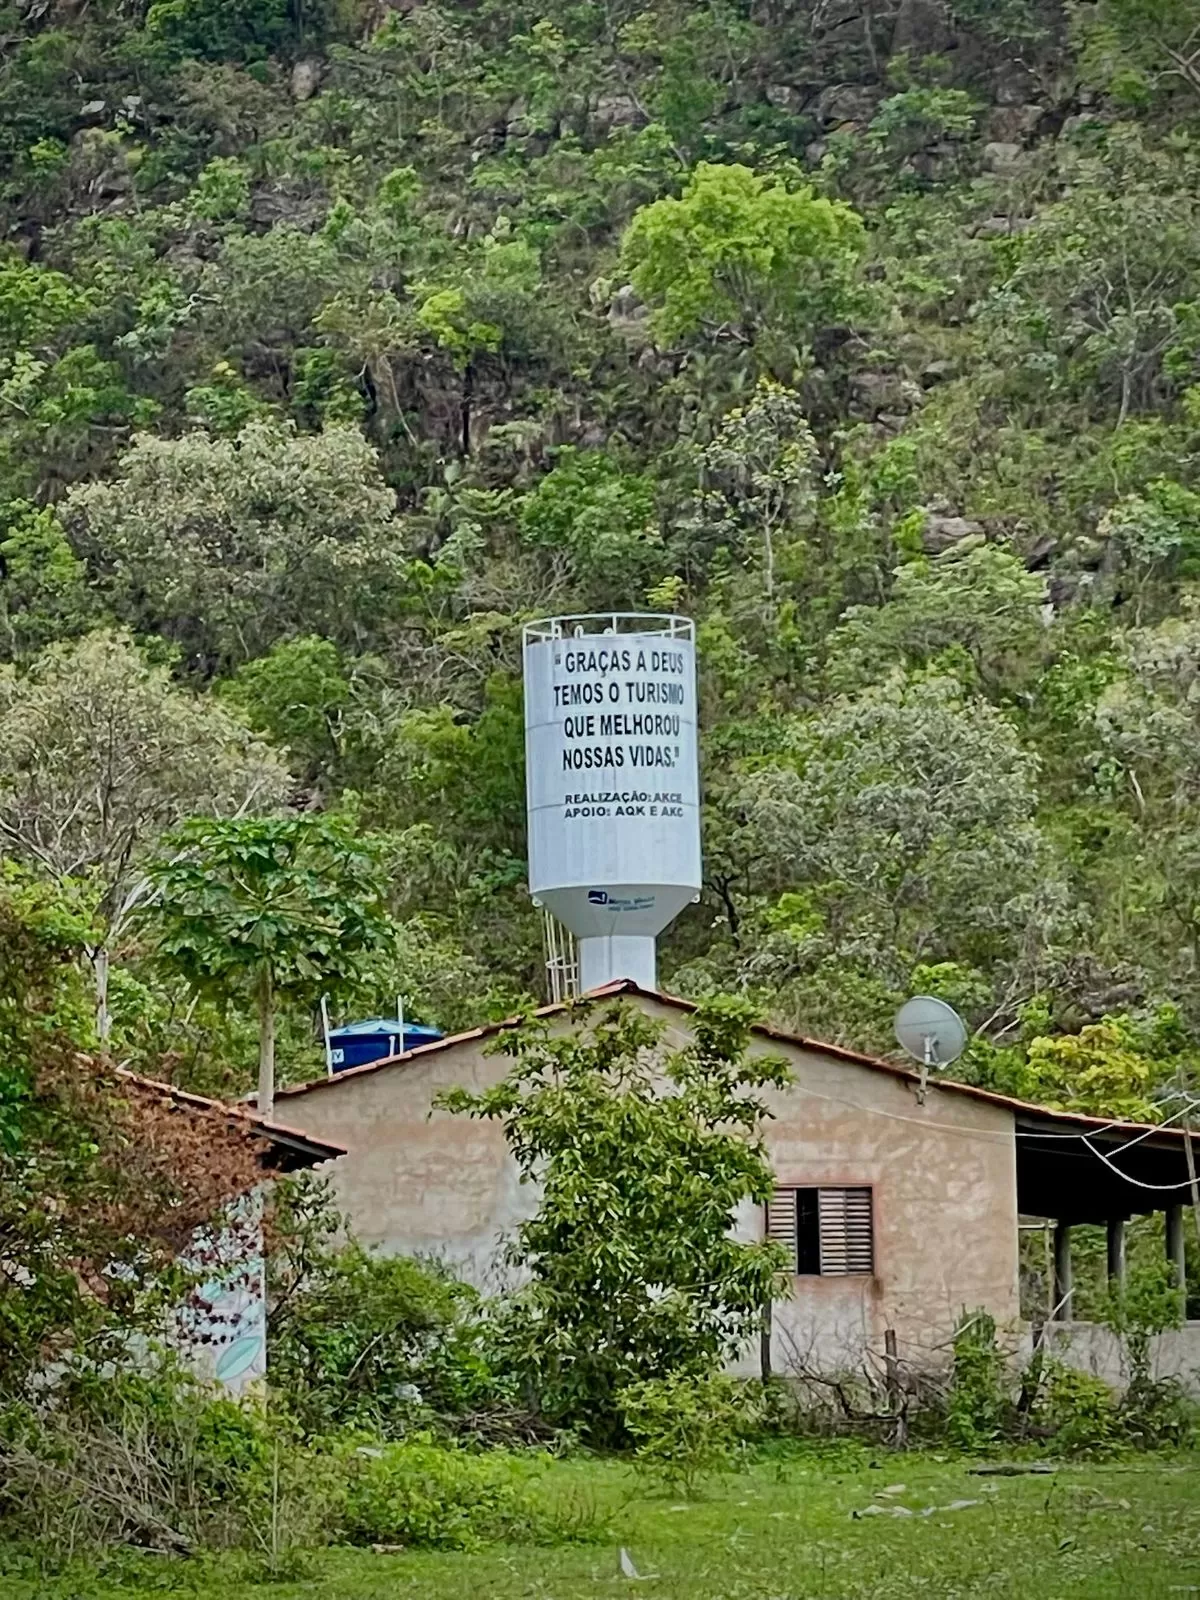 " GRAÇAS A DEUS
TEMOS O TURISMO
QUE MELHOROU
NOSSAS VIDAS."
REALIZAÇÃO: AKCE
APOIO: AQK E AKC